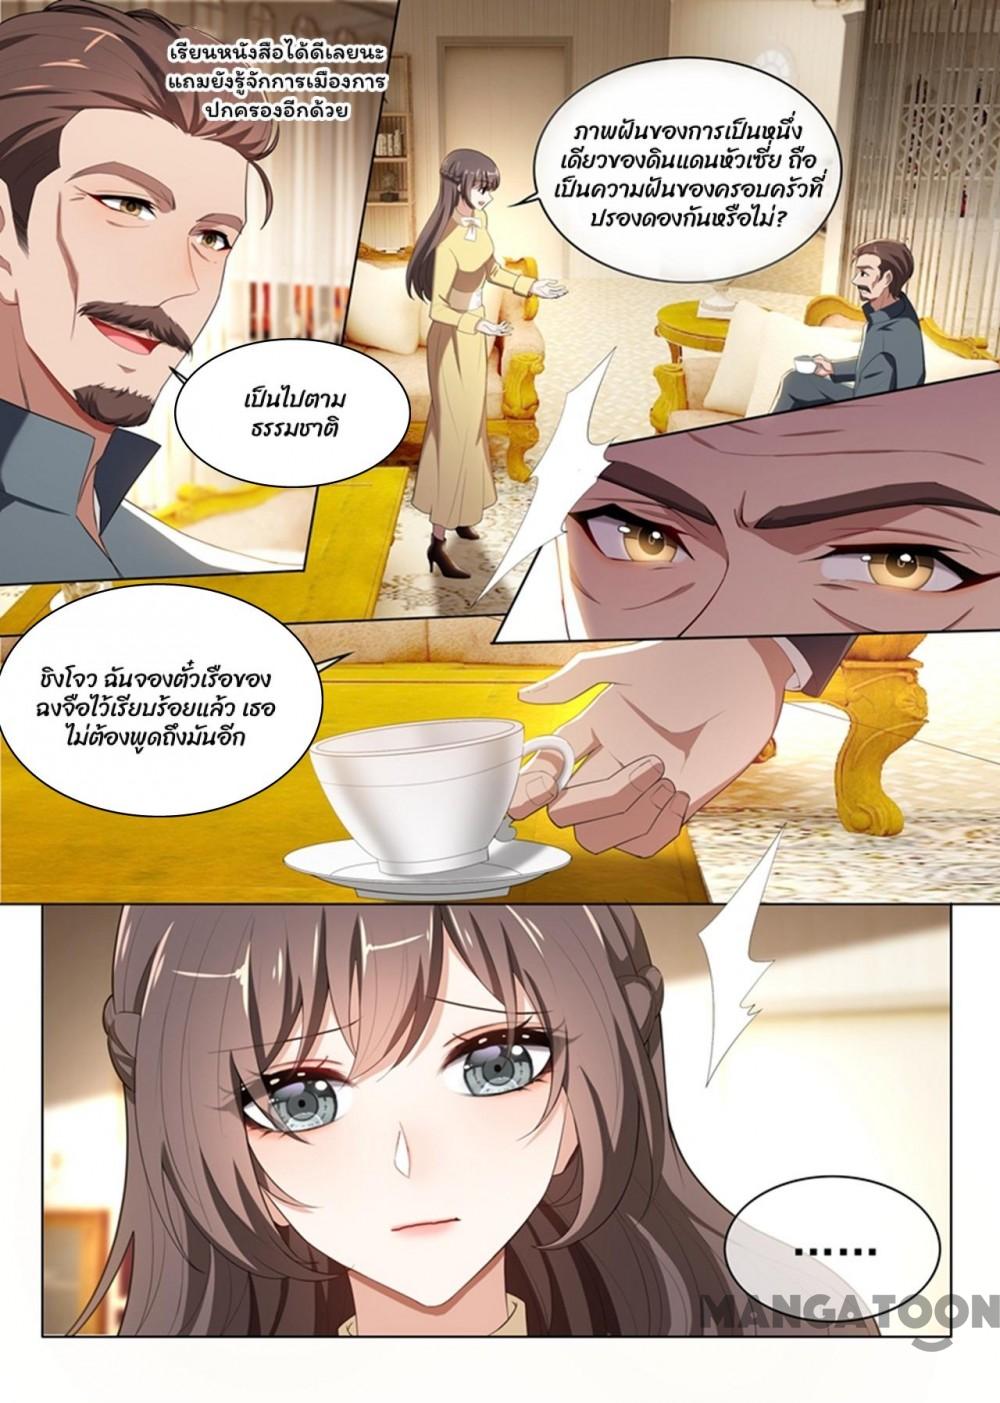 เรียนหนังสือได้ดีเลยนะ
แถมยังรู้จักการเมืองการ
ปกครองอีกด้วย
ภาพฝันของการเป็นหนึ่ง
เดียวของดินแดนหัวเซี่ย ถือ
เป็นความฝันของครอบครัวที่
ปรองดองกันหรือไม่?
เป็นไปตาม
ธรรมชาติ
ชิงโจว ฉันจองตั๋วเรือของ
ฉงจือไว้เรียบร้อยแล้ว เธอ
ไม่ต้องพูดถึงมันอีก
......
MANGATOON